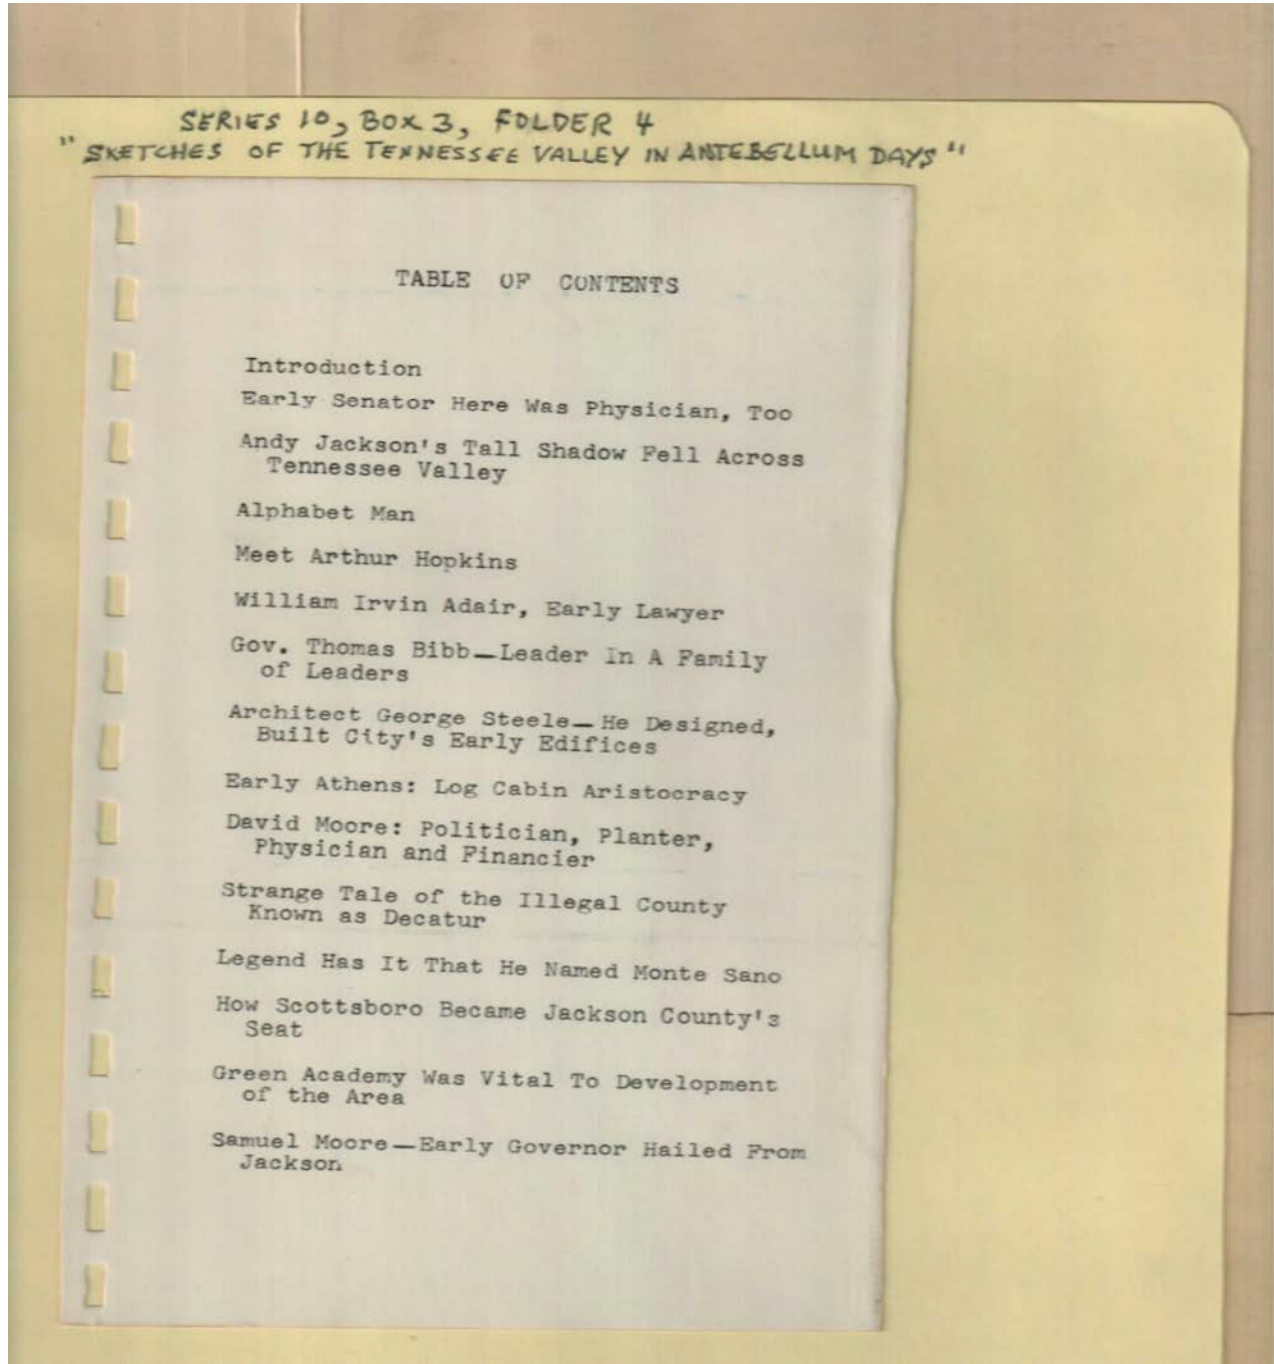 SERIES 10, BOX 3, FOLDER 4
"SKETCHES OF THE TENNESSEE VALLEY IN ANTEBELLUM DAYS"
TABLE OF CONTENTS
Introduction
Early Senator Here Was Physician, Too
Andy Jackson's Tall Shadow Fell Across
Tennessee Valley
Alphabet Man
Meet Arthur Hopkins
William Irvin Adair, Early Lawyer
Gov. Thomas Bibb—Leader In A Family
of Leaders
Architect George Steele—He Designed,
Built City's Early Edifices
Early Athens: Log Cabin Aristocracy
David Moore: Politician, Planter,
Physician and Financier
Strange Tale of the Illegal County
Known as Decatur
Legend Has It That He Named Monte Sano
How Scottsboro Became Jackson County's
Seat
Green Academy Was Vital To Development
of the Area
Samuel Moore—Early Governor Hailed From
Jackson